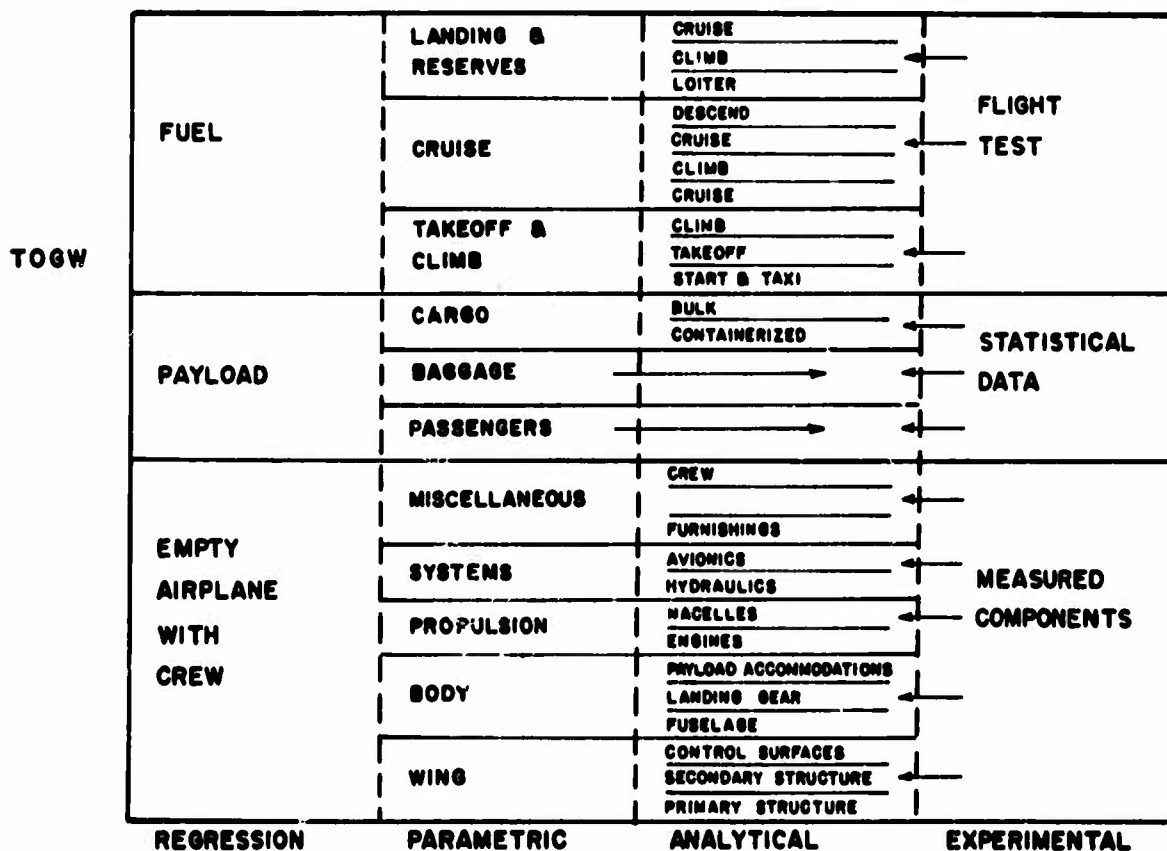 TOGW
FUEL
LANDING &
RESERVES
CRUISE
CLIMB
LOITER
CRUISE
DESCEND
CRUISE
CLIMB
CRUISE
TAKEOFF &
CLIMB
CLIMB
TAKEOFF
START & TAXI
FLIGHT
TEST
PAYLOAD
CARGO
BULK
CONTAINERIZED
BAGGAGE
PASSENGERS
STATISTICAL
DATA
EMPTY
AIRPLANE
WITH
CREW
MISCELLANEOUS
CREW
FURNISHINGS
SYSTEMS
AVIONICS
HYDRAULICS
PROPULSION
NACELLES
ENGINES
BODY
PAYLOAD ACCOMMODATIONS
LANDING GEAR
FUSELAGE
WING
CONTROL SURFACES
SECONDARY STRUCTURE
PRIMARY STRUCTURE
MEASURED
COMPONENTS
REGRESSION
PARAMETRIC
ANALYTICAL
EXPERIMENTAL